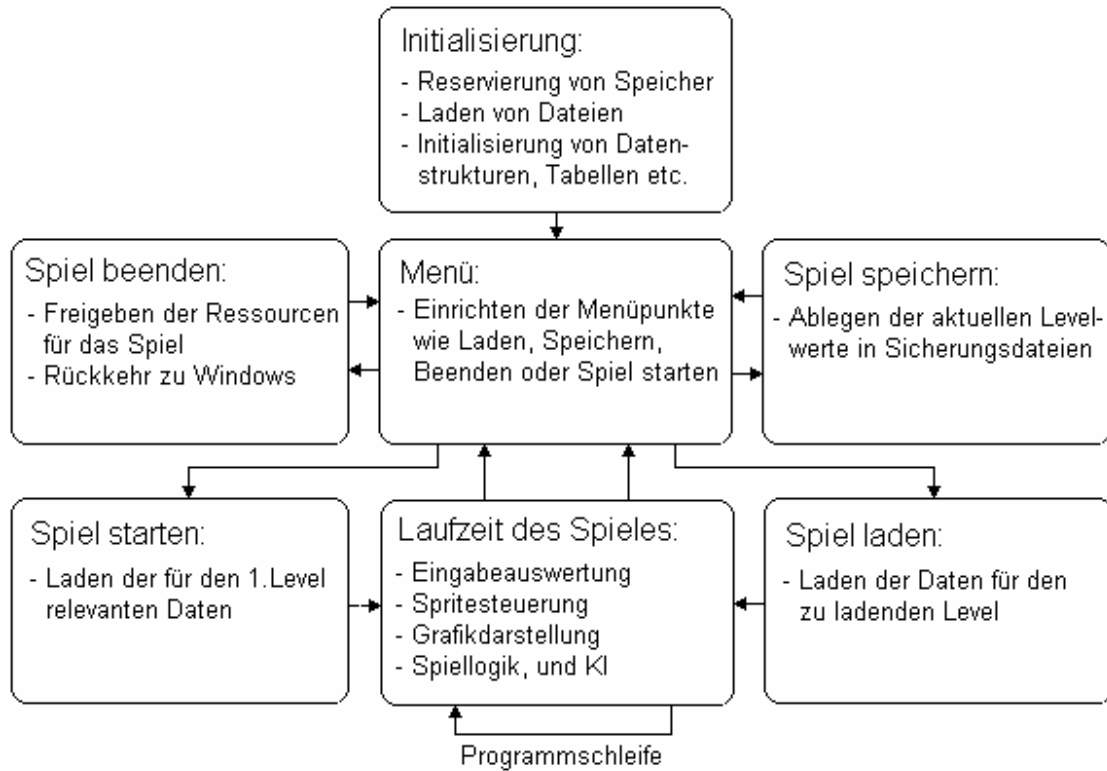 Initialisierung:
- Reservierung von Speicher
- Laden von Dateien
- Initialisierung von Daten-
strukturen, Tabellen etc.
Spiel beenden:
- Freigeben der Ressourcen
für das Spiel
- Rückkehr zu Windows
Menü:
- Einrichten der Menüpunkte
wie Laden, Speichern,
Beenden oder Spiel starten
Spiel speichern:
- Ablegen der aktuellen Level-
werte in Sicherungsdateien
Spiel starten:
- Laden der für den 1.Level
relevanten Daten
Laufzeit des Spieles:
- Eingabeauswertung
- Spritesteuerung
- Grafikdarstellung
- Spiellogik, und KI
Spiel laden:
- Laden der Daten für den
zu ladenden Level
Programmschleife